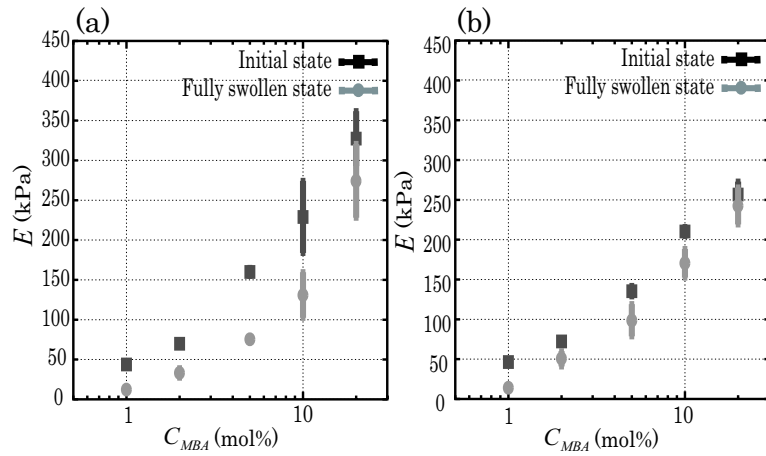 (a)
450
400
350
300
250
200
150
100
50
0
E (kPa)
Initial state
Fully swollen state
1
10
C_MBA (mol%)
(b)
450
400
350
300
250
200
150
100
50
0
E (kPa)
Initial state
Fully swollen state
1
10
C_MBA (mol%)